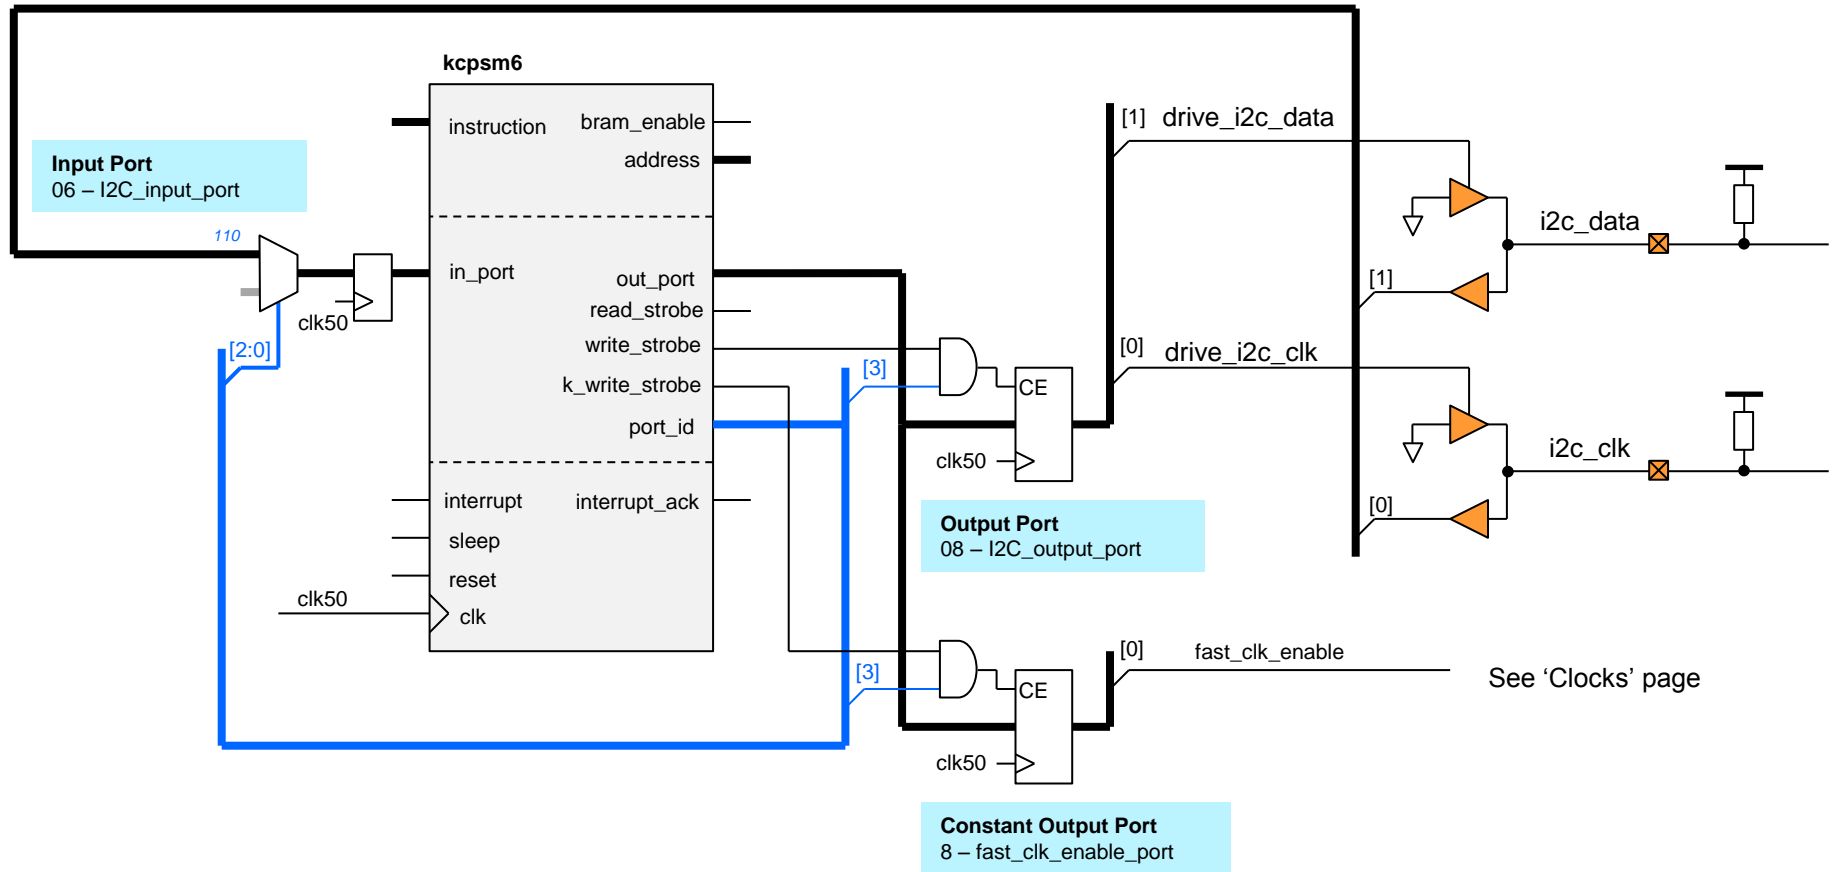 kcpsm6
instruction
bram_enable
address
Input Port
06 – I2C_input_port
110
in_port
clk50
[2:0]
out_port
read_strobe
write_strobe
k_write_strobe
port_id
interrupt
interrupt_ack
sleep
reset
clk50
clk
[3]
CE
clk50
Output Port
08 – I2C_output_port
[3]
CE
clk50
Constant Output Port
8 – fast_clk_enable_port
[1] drive_i2c_data
i2c_data
[1]
[0] drive_i2c_clk
i2c_clk
[0]
[0] fast_clk_enable
See ‘Clocks’ page